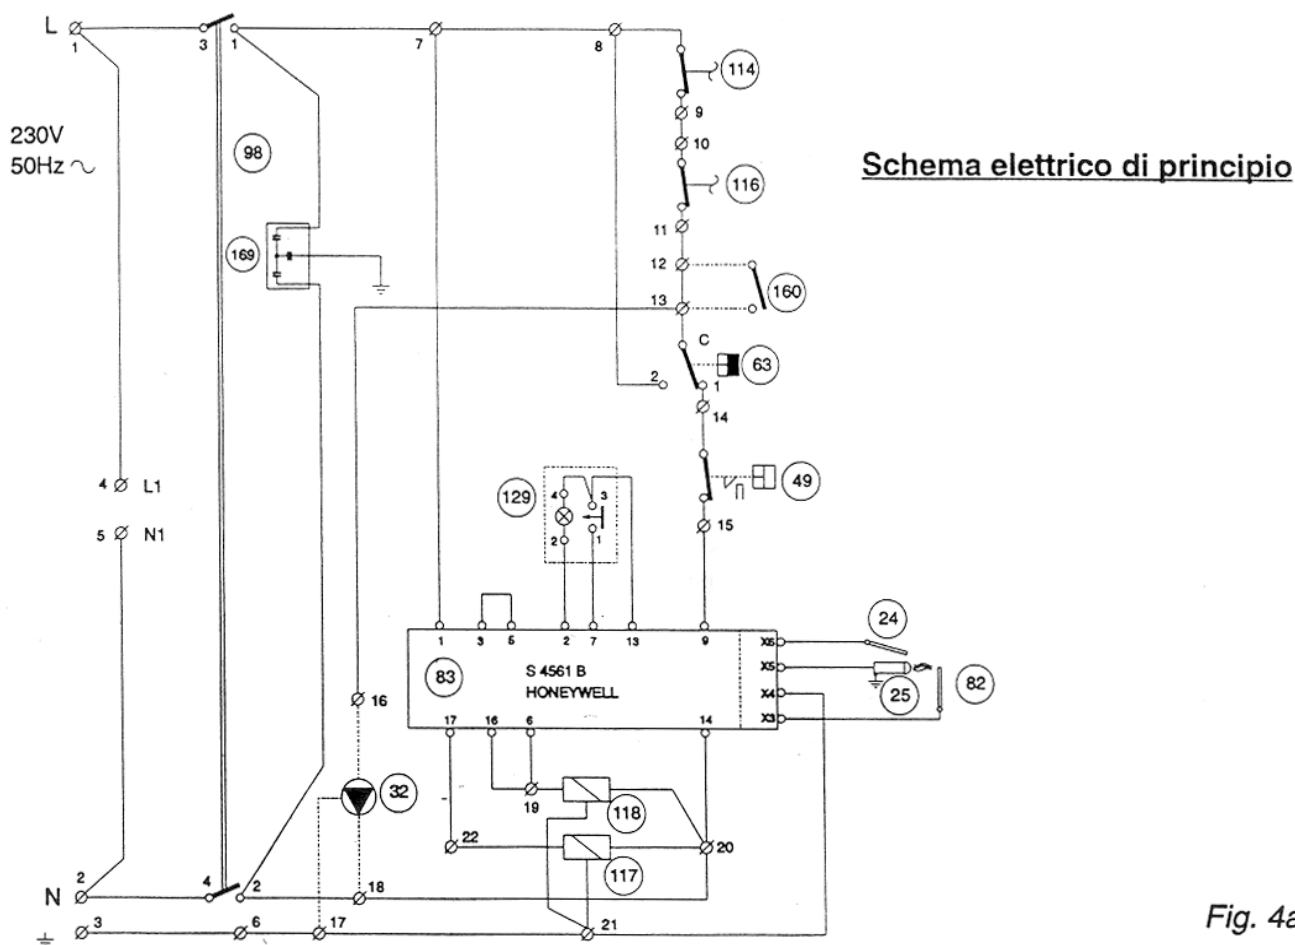 L 1 3 1 7 8
114
9
230V
50Hz
98
10
Schema elettrico di principio
116
11
169
12
160
13
C
63
2 1
14
4 L1
129
4 3
49
5 N1
2 1
15
24
1 3 5 2 7 13 9 X6
83
S 4561 B
HONEYWELL
X5
25
82
X4
X3
16
17 16 6 14
32
19
118
22
20
117
N 2 4 2 18
3 6 17 21
Fig. 4a